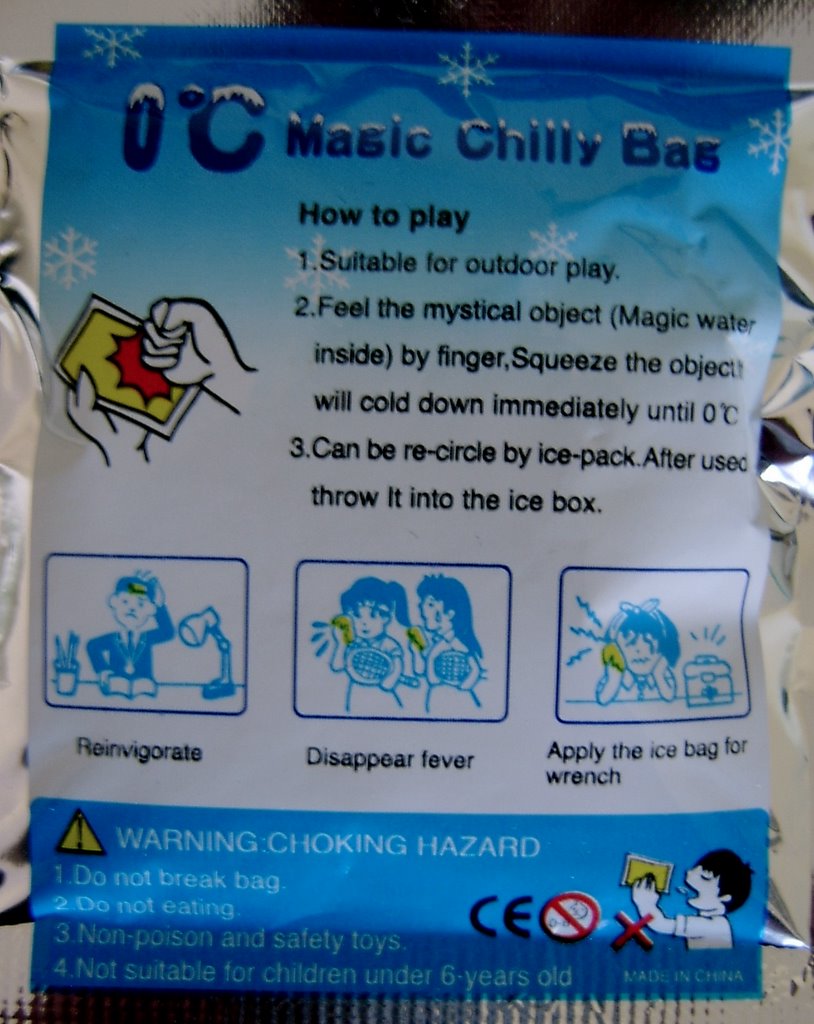 0℃ Magic Chilly Bag
How to play
1.Suitable for outdoor play.
2.Feel the mystical object (Magic water
inside) by finger,Squeeze the object
will cold down immediately until 0℃
3.Can be re-circle by ice-pack.After used
throw It into the ice box.
Reinvigorate
Disappear fever
Apply the ice bag for
wrench
WARNING:CHOKING HAZARD
1.Do not break bag.
2.Do not eating.
3.Non-poison and safety toys.
4.Not suitable for children under 6-years old
CE
MADE IN CHINA